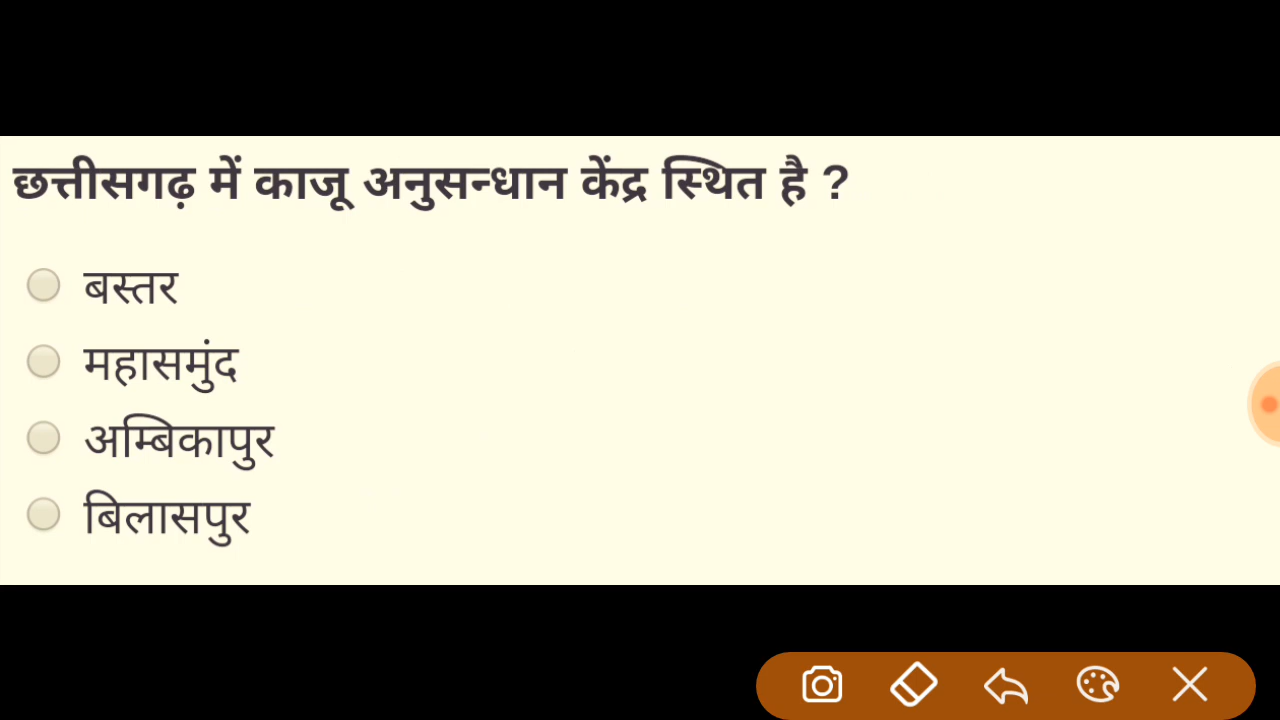 छत्तीसगढ़ में काजू अनुसन्धान केंद्र स्थित है ?
बस्तर
महासमुंद
अम्बिकापुर
बिलासपुर